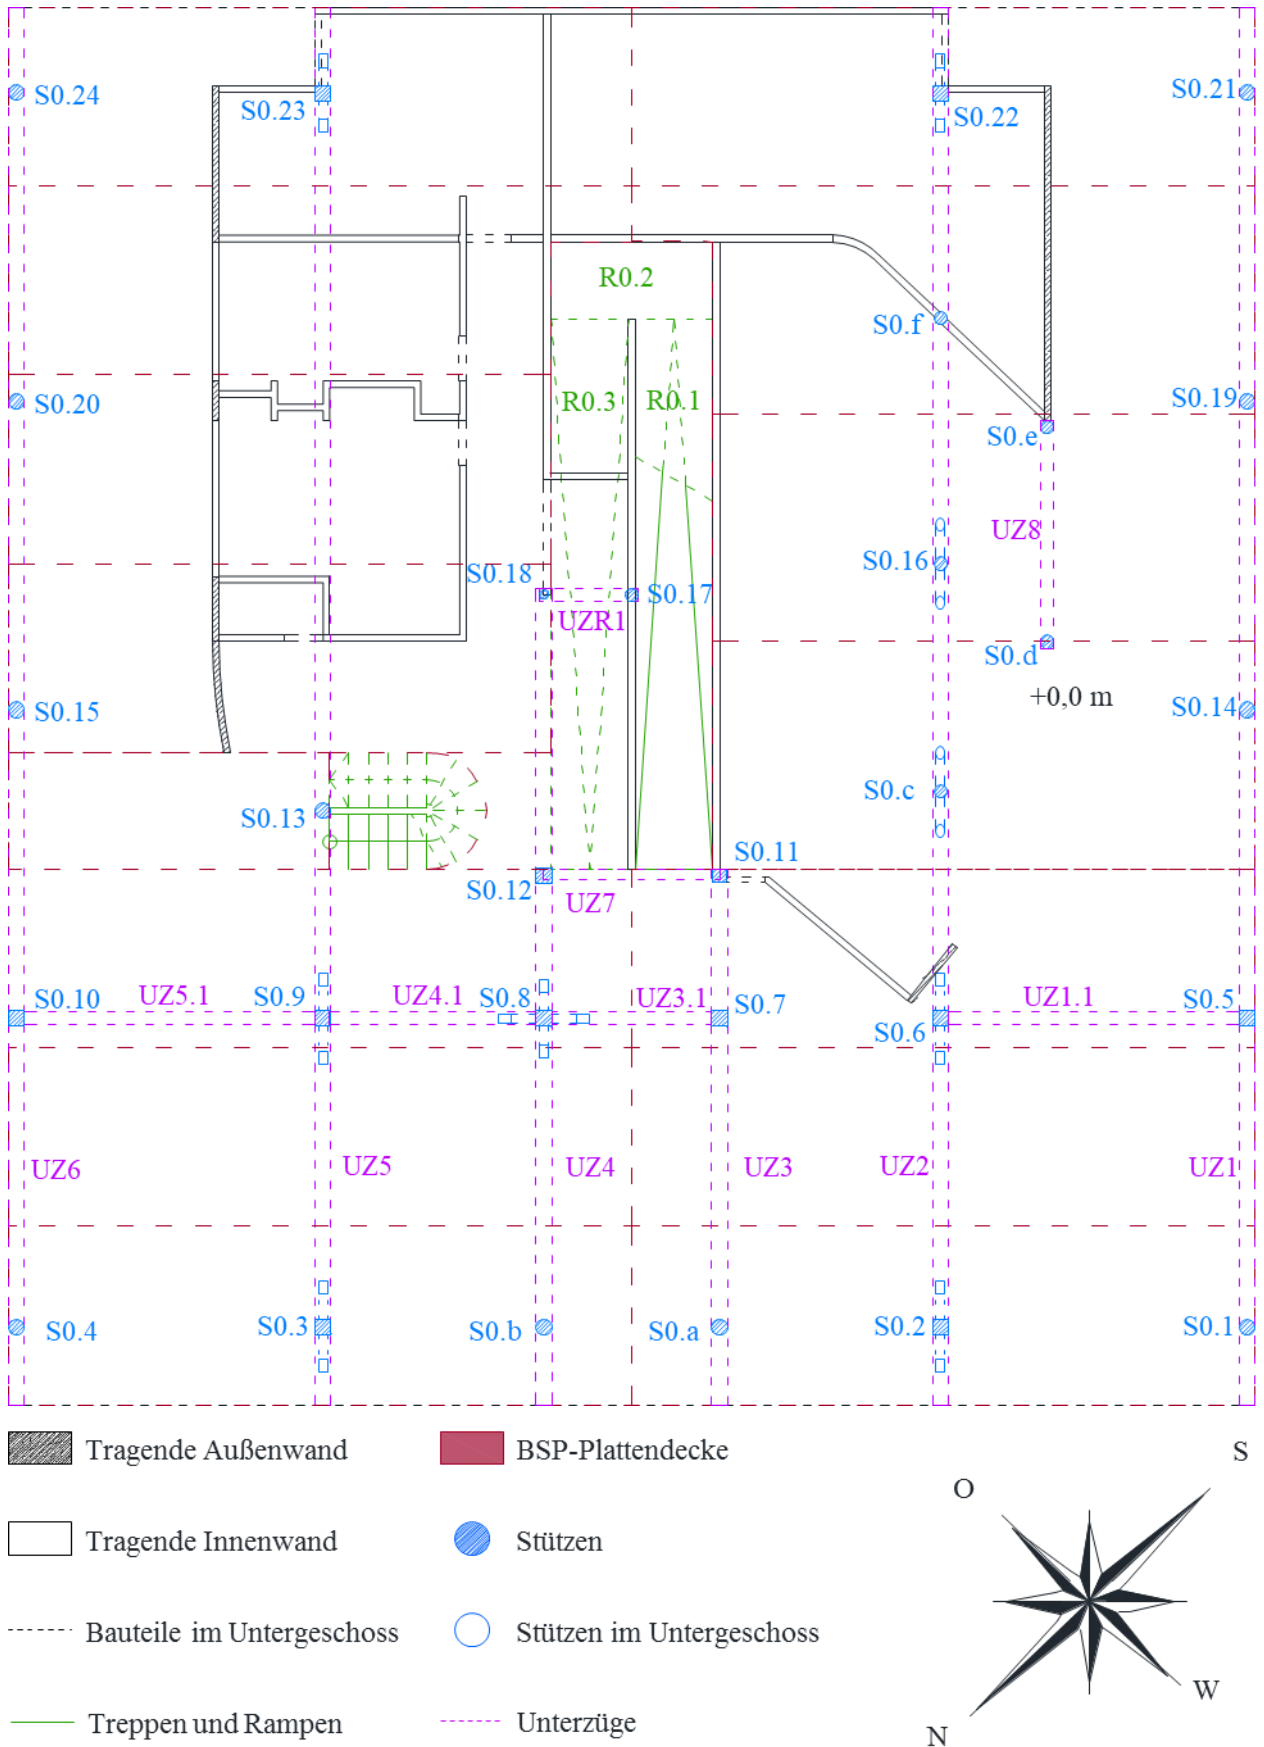 S0.24
S0.23
S0.22
S0.21
R0.2
S0.f
S0.20
R0.3
R0.1
S0.19
S0.e
UZ8
S0.18
S0.16
S0.17
UZR1
S0.d
+0,0 m
S0.15
S0.14
S0.c
S0.13
S0.11
S0.12
UZ7
S0.10
UZ5.1
S0.9
UZ4.1
S0.8
UZ3.1
S0.7
S0.6
UZ1.1
S0.5
UZ6
UZ5
UZ4
UZ3
UZ2
UZ1
S0.4
S0.3
S0.b
S0.a
S0.2
S0.1
Tragende Außenwand
BSP-Plattendecke
S
O
Tragende Innenwand
Stützen
Bauteile im Untergeschoss
Stützen im Untergeschoss
W
Treppen und Rampen
Unterzüge
N